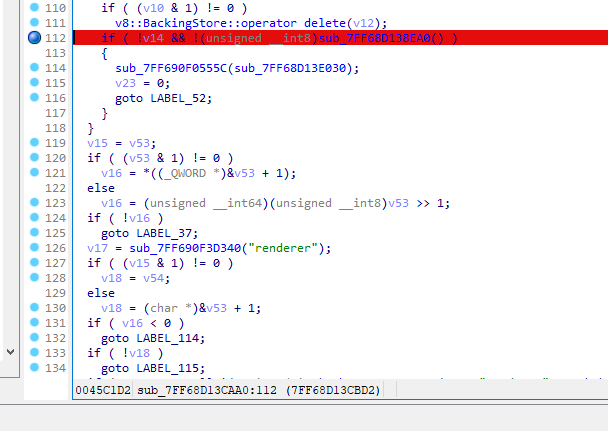 110 if ( (v10 & 1) != 0 )
111 v8::BackingStore::operator delete(v12);
112 if ( !v14 && !(unsigned __int8)sub_7FF68D138EA0() )
113 {
114 sub_7FF690F0555C(sub_7FF68D13E030);
115 v23 = 0;
116 goto LABEL_52;
117 }
118 }
119 v15 = v53;
120 if ( (v53 & 1) != 0 )
121 v16 = *((_QWORD *)&v53 + 1);
122 else
123 v16 = (unsigned __int64)(unsigned __int8)v53 >> 1;
124 if ( !v16 )
125 goto LABEL_37;
126 v17 = sub_7FF690F3D340("renderer");
127 if ( (v15 & 1) != 0 )
128 v18 = v54;
129 else
130 v18 = (char *)&v53 + 1;
131 if ( v16 < 0 )
132 goto LABEL_114;
133 if ( !v18 )
134 goto LABEL_115;
0045C1D2 sub_7FF68D13CAA0:112 (7FF68D13CBD2)